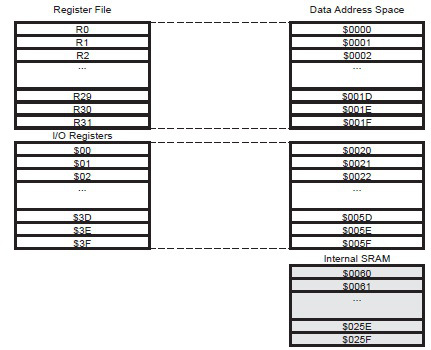 Register File Data Address Space
R0 $0000
R1 $0001
R2 $0002
... ...
R29 $001D
R30 $001E
R31 $001F
I/O Registers
$00 $0020
$01 $0021
$02 $0022
... ...
$3D $005D
$3E $005E
$3F $005F
Internal SRAM
$0060
$0061
...
$025E
$025F